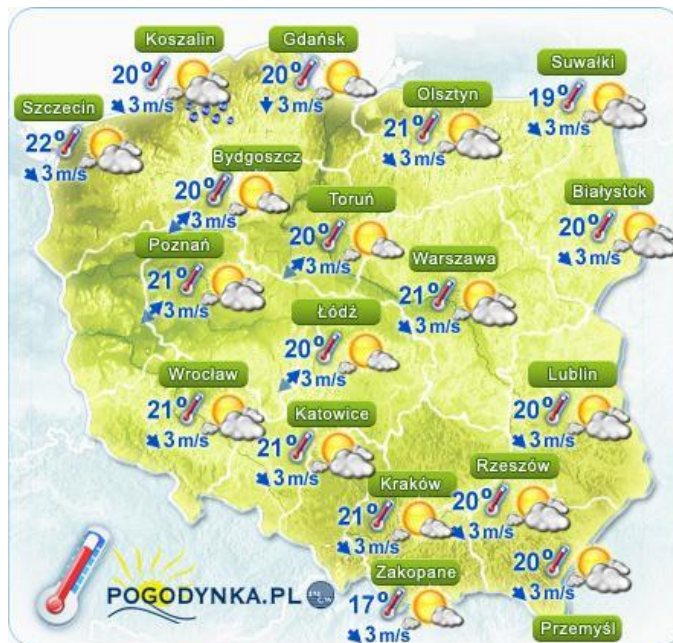 Koszalin
20°
3 m/s
Gdańsk
20°
3 m/s
Suwałki
19°
3 m/s
Szczecin
22°
3 m/s
Olsztyn
21°
3 m/s
Bydgoszcz
20°
3 m/s
Toruń
20°
3 m/s
Białystok
20°
3 m/s
Poznań
21°
3 m/s
Warszawa
21°
3 m/s
Łódź
20°
3 m/s
Wrocław
21°
3 m/s
Katowice
21°
3 m/s
Lublin
20°
3 m/s
Kraków
21°
3 m/s
Rzeszów
20°
3 m/s
Zakopane
17°
3 m/s
20°
3 m/s
Przemyśl
POGODYNKA.PL